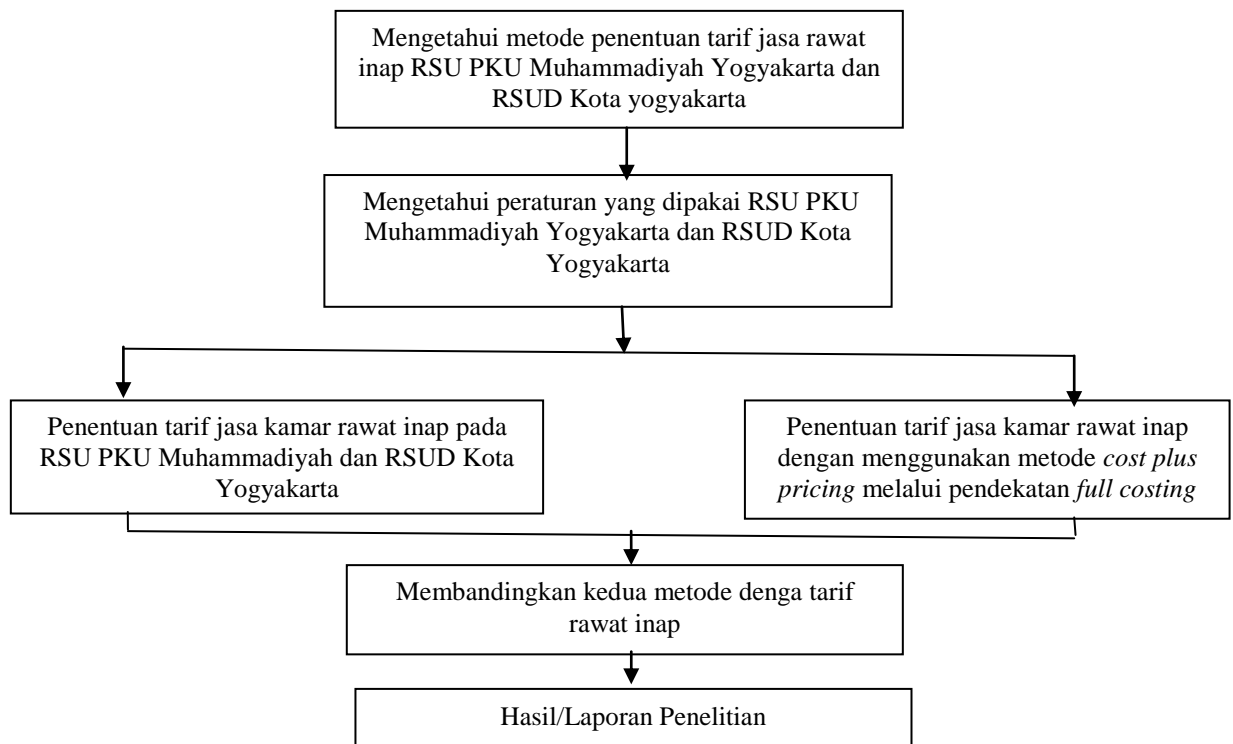 Mengetahui metode penentuan tarif jasa rawat
inap RSU PKU Muhammadiyah Yogyakarta dan
RSUD Kota yogyakarta
Mengetahui peraturan yang dipakai RSU PKU
Muhammadiyah Yogyakarta dan RSUD Kota
Yogyakarta
Penentuan tarif jasa kamar rawat inap pada
RSU PKU Muhammadiyah dan RSUD Kota
Yogyakarta
Penentuan tarif jasa kamar rawat inap
dengan menggunakan metode cost plus
pricing melalui pendekatan full costing
Membandingkan kedua metode denga tarif
rawat inap
Hasil/Laporan Penelitian